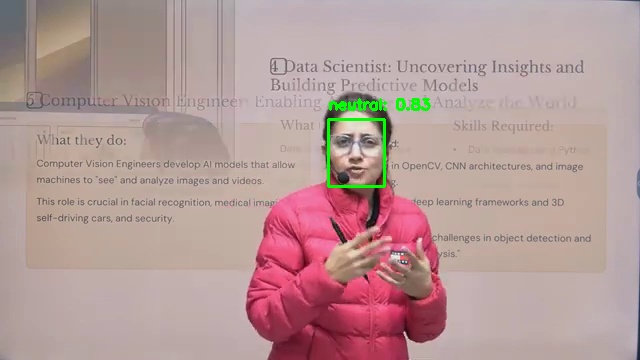 4 Data Scientist: Uncovering Insights and
Building Predictive Models
5 Computer Vision Engineer: Enabling Analyze the World
neutral: 0.83
What they do:
Computer Vision Engineers develop AI models that allow
machines to "see" and analyze images and videos.
This role is crucial in facial recognition, medical imaging
self-driving cars, and security.
What
Skills Required:
in OpenCV, CNN architectures, and image
deep learning frameworks and 3D
challenges in object detection and